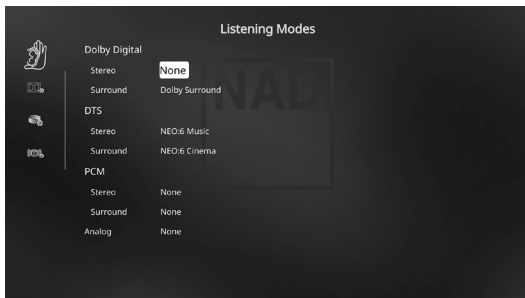 Listening Modes
Dolby Digital
Stereo None
Surround Dolby Surround
NAD
DTS
Stereo NEO:6 Music
Surround NEO:6 Cinema
PCM
Stereo None
Surround None
Analog None